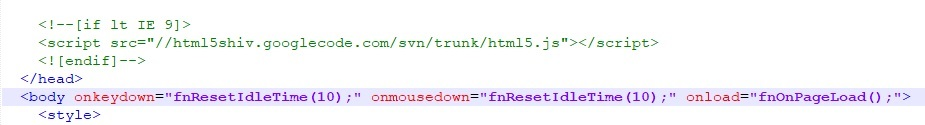 <!--[if lt IE 9]>
<script src="//html5shiv.googlecode.com/svn/trunk/html5.js"></script>
<![endif]-->
</head>
<body onkeydown="fnResetIdleTime(10);" onmousedown="fnResetIdleTime(10);" onload="fnOnPageLoad();">
<style>